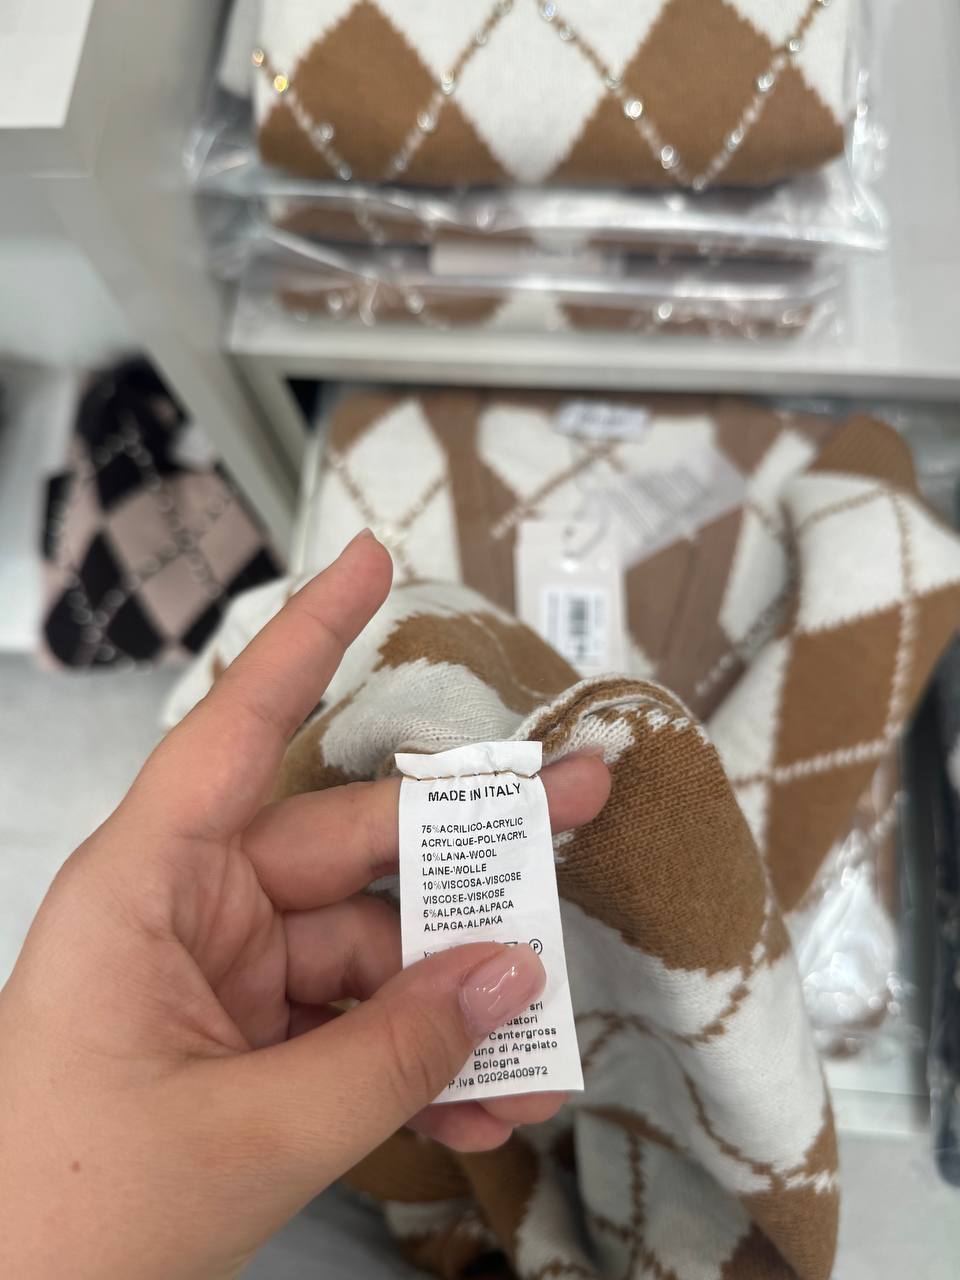 MADE IN ITALY
75%ACRILICO-ACRYLIC
ACRYLIQUE-POLYACRYL
10%LANA-WOOL
LAINE-WOLLE
10%VISCOSA-VISCOSE
VISCOSE-VISKOSE
5%ALPACA-ALPACA
ALPAGA-ALPAKA
P
srl
Centergross
di Argelato
Bologna
P.Iva 02028400972